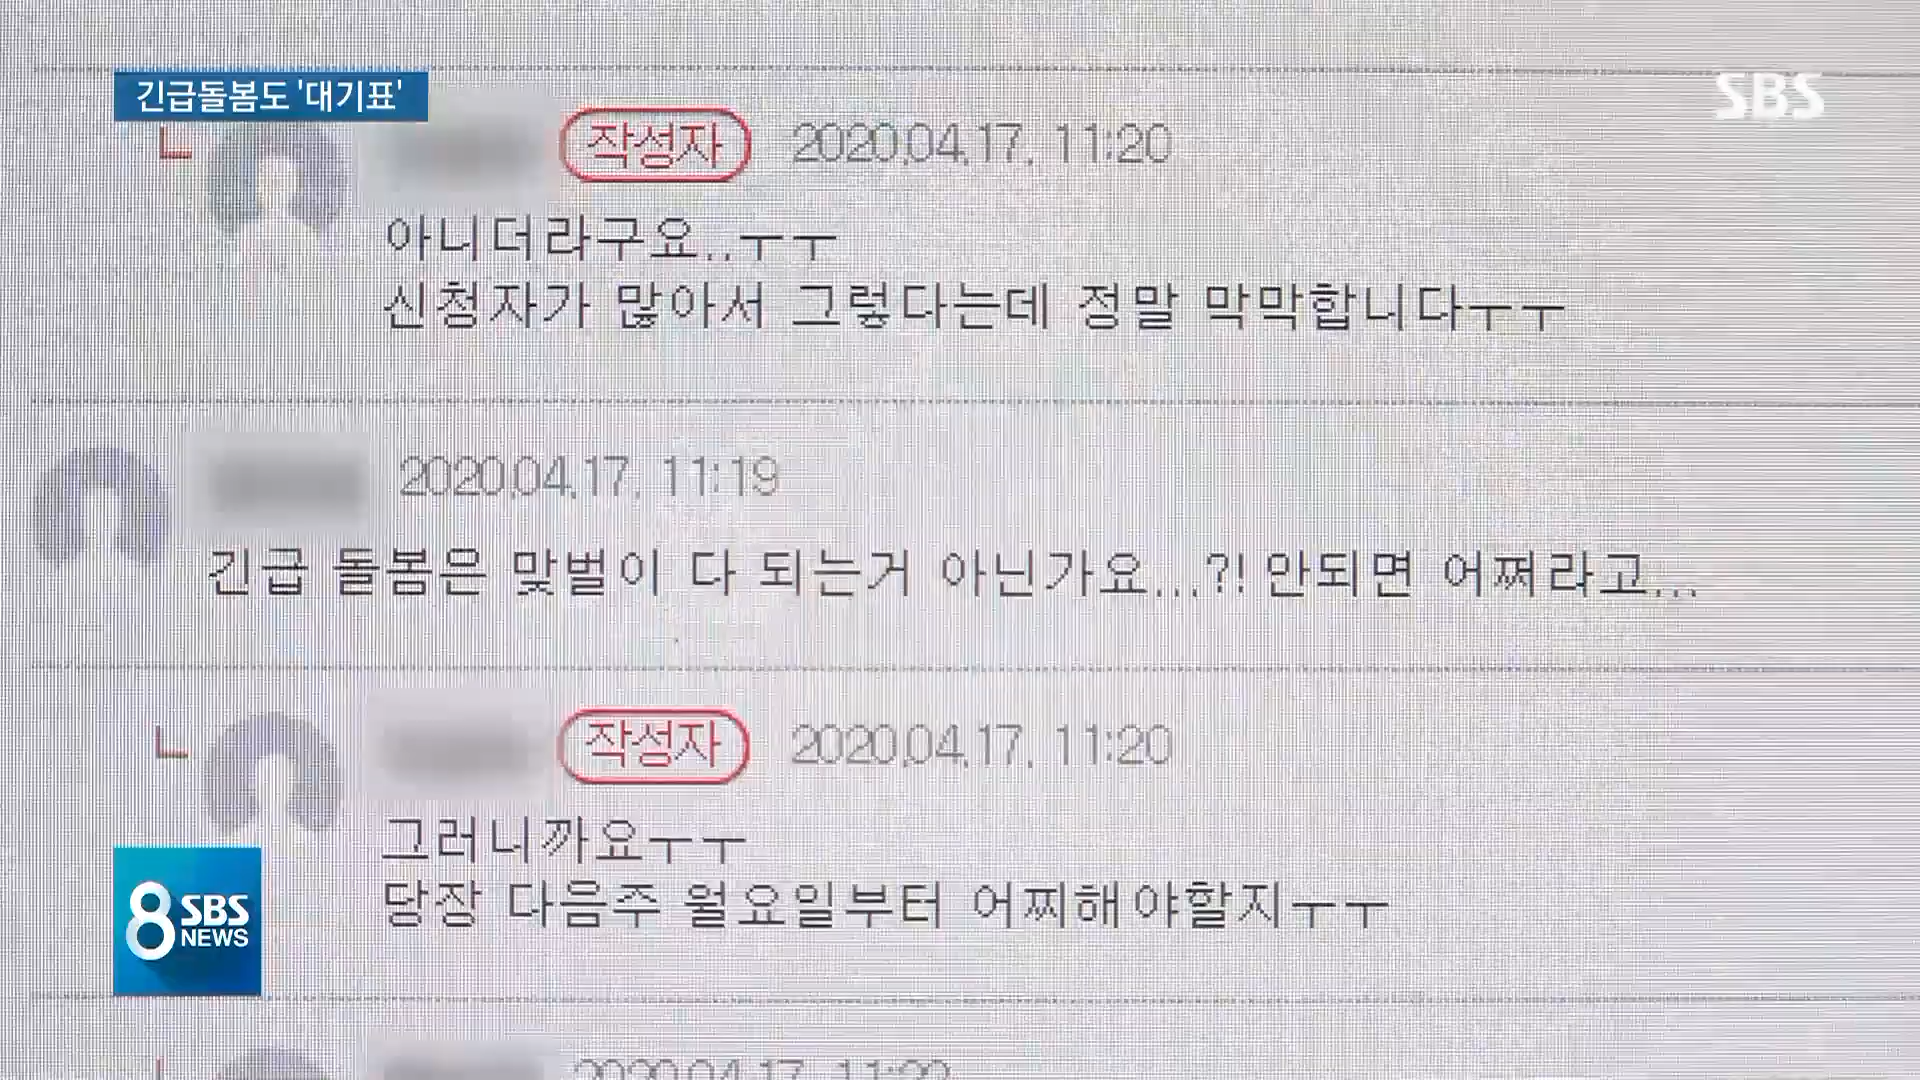 긴급돌봄도 '대기표'
SBS
작성자 2020.04.17. 11:20
아니더라구요..ㅜㅜ
신청자가 많아서 그렇다는데 정말 막막합니다ㅜㅜ
2020.04.17. 11:19
긴급 돌봄은 맞벌이 다 되는거 아닌가요...?! 안되면 어쩌라고...
작성자 2020.04.17. 11:20
그러니까요ㅜㅜ
당장 다음주 월요일부터 어찌해야할지ㅜㅜ
8 SBS
NEWS
2020.04.17. 11:22